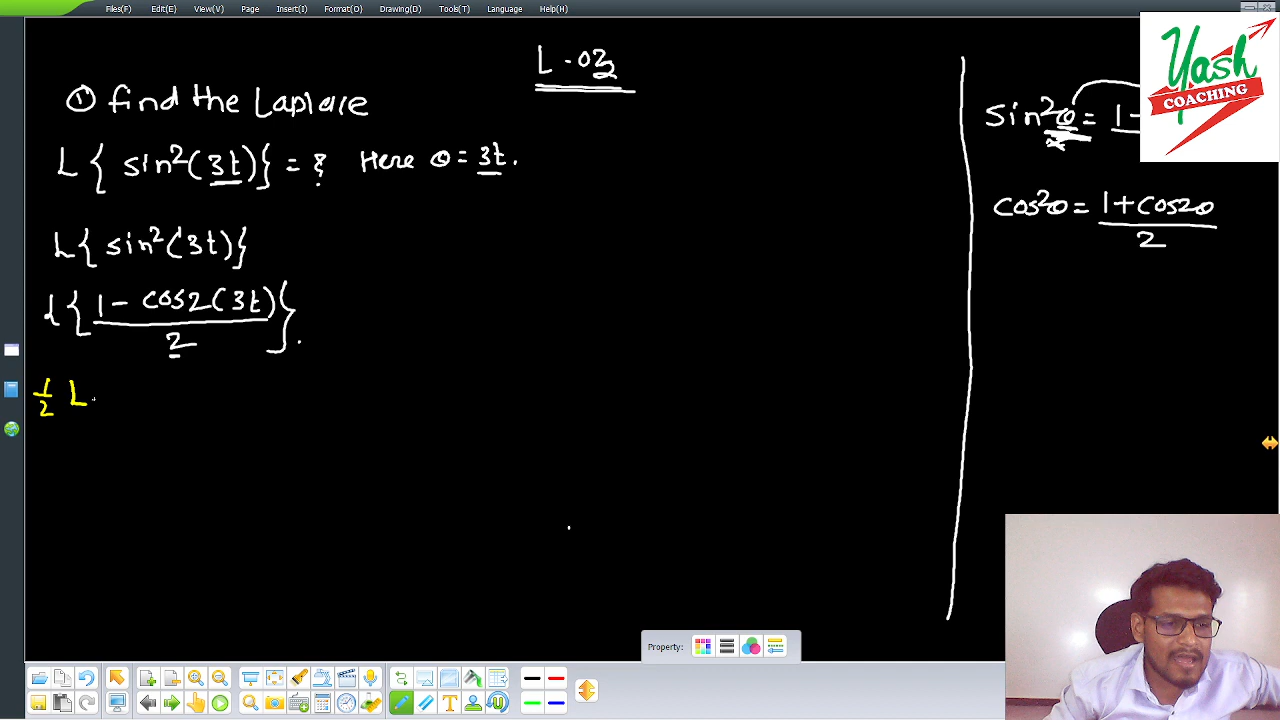 Files(F) Edit(E) View(V) Page Insert(I) Format(O) Drawing(D) Tools(T) Language Help(H)
L-03
① find the Laplace
L{ sin²(3t)} = ? Here θ = 3t.
L{ sin²(3t)}
L{ 1 - cos2(3t) / 2 }.
1/2 L
sin²θ = 1-
cos²θ = 1+cos2θ / 2
Yash
COACHING
Property: